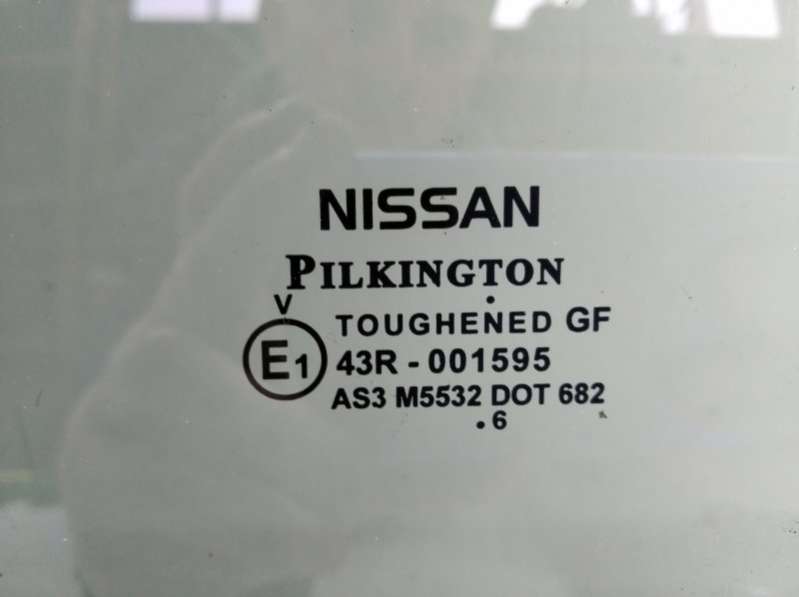 NISSAN
PILKINGTON
V
.
TOUGHENED GF
E1
43R - 001595
AS3 M5532 DOT 682
.6